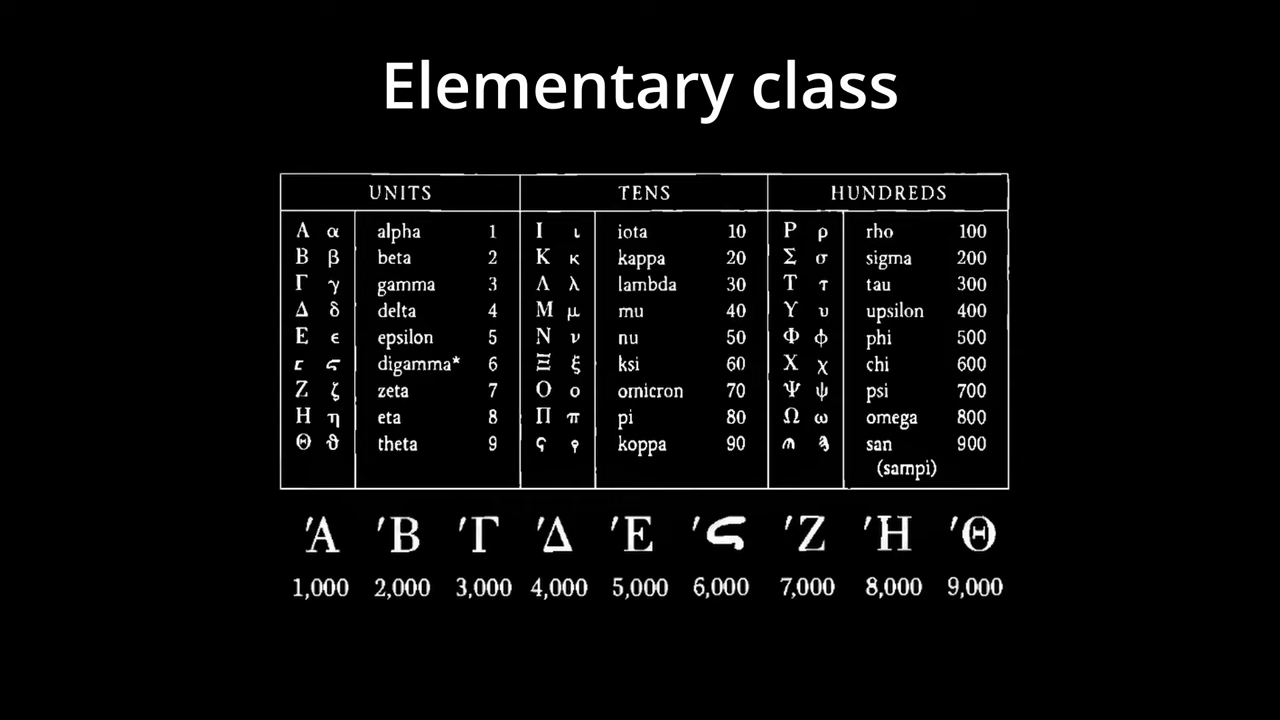 Elementary class
UNITS TENS HUNDREDS
Α α alpha 1 Ι ι iota 10 Ρ ρ rho 100
Β β beta 2 Κ κ kappa 20 Σ σ sigma 200
Γ γ gamma 3 Λ λ lambda 30 Τ τ tau 300
Δ δ delta 4 Μ μ mu 40 Υ υ upsilon 400
Ε ϵ epsilon 5 Ν ν nu 50 Φ ϕ phi 500
Ϛ ϛ digamma* 6 Ξ ξ ksi 60 Χ χ chi 600
Ζ ζ zeta 7 Ο ο omicron 70 Ψ ψ psi 700
Η η eta 8 Π π pi 80 Ω ω omega 800
Θ ϑ theta 9 Ϙ ϙ koppa 90 Ϡ ϡ san 900
(sampi)
′Α ′Β ′Γ ′Δ ′Ε ′Ϛ ′Ζ ′Η ′Θ
1,000 2,000 3,000 4,000 5,000 6,000 7,000 8,000 9,000